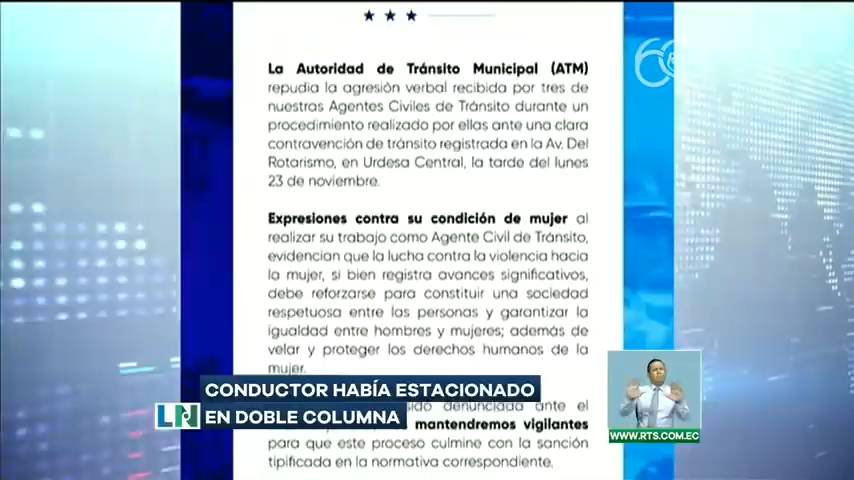 La Autoridad de Tránsito Municipal (ATM)
repudia la agresión verbal recibida por tres de
nuestras Agentes Civiles de Tránsito durante un
procedimiento realizado por ellas ante una clara
contravención de tránsito registrada en la Av. Del
Rotarismo, en Urdesa Central, la tarde del lunes
23 de noviembre.
Expresiones contra su condición de mujer al
realizar su trabajo como Agente Civil de Tránsito,
evidencian que la lucha contra la violencia hacia
la mujer, si bien registra avances significativos,
debe reforzarse para constituir una sociedad
respetuosa entre las personas y garantizar la
igualdad entre hombres y mujeres; además de
velar y proteger los derechos humanos de la
mujer.
denunciada ante el
mantendremos vigilantes
para que este proceso culmine con la sanción
tipificada en la normativa correspondiente.
CONDUCTOR HABÍA ESTACIONADO
EN DOBLE COLUMNA
LN
60
WWW.RTS.COM.EC